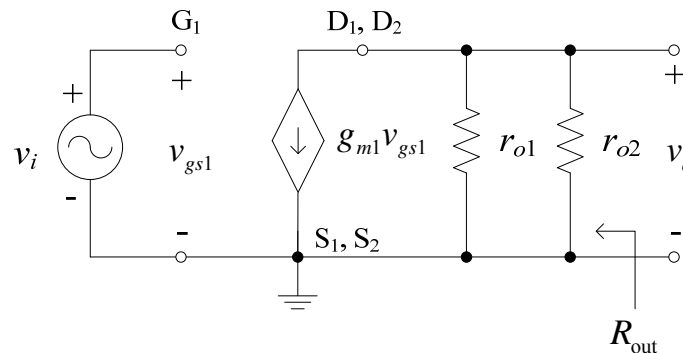 G1
D1, D2
+
+
+
vi
vgs1
gm1vgs1
ro1
ro2
v
-
-
-
S1, S2
Rout